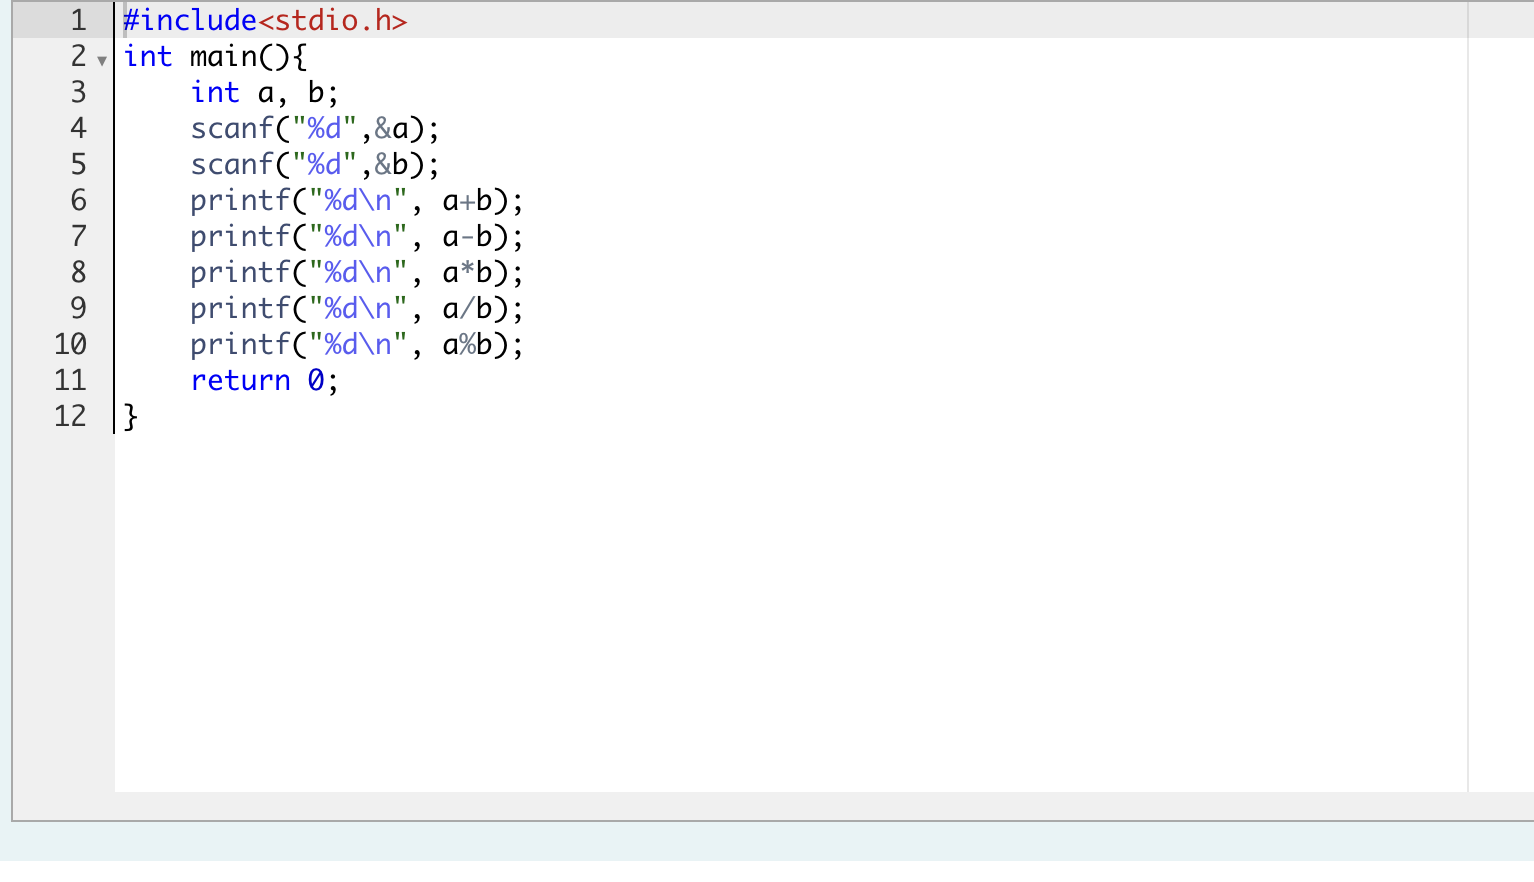 1 #include<stdio.h>
2 int main(){
3     int a, b;
4     scanf("%d",&a);
5     scanf("%d",&b);
6     printf("%d\n", a+b);
7     printf("%d\n", a-b);
8     printf("%d\n", a*b);
9     printf("%d\n", a/b);
10     printf("%d\n", a%b);
11     return 0;
12 }